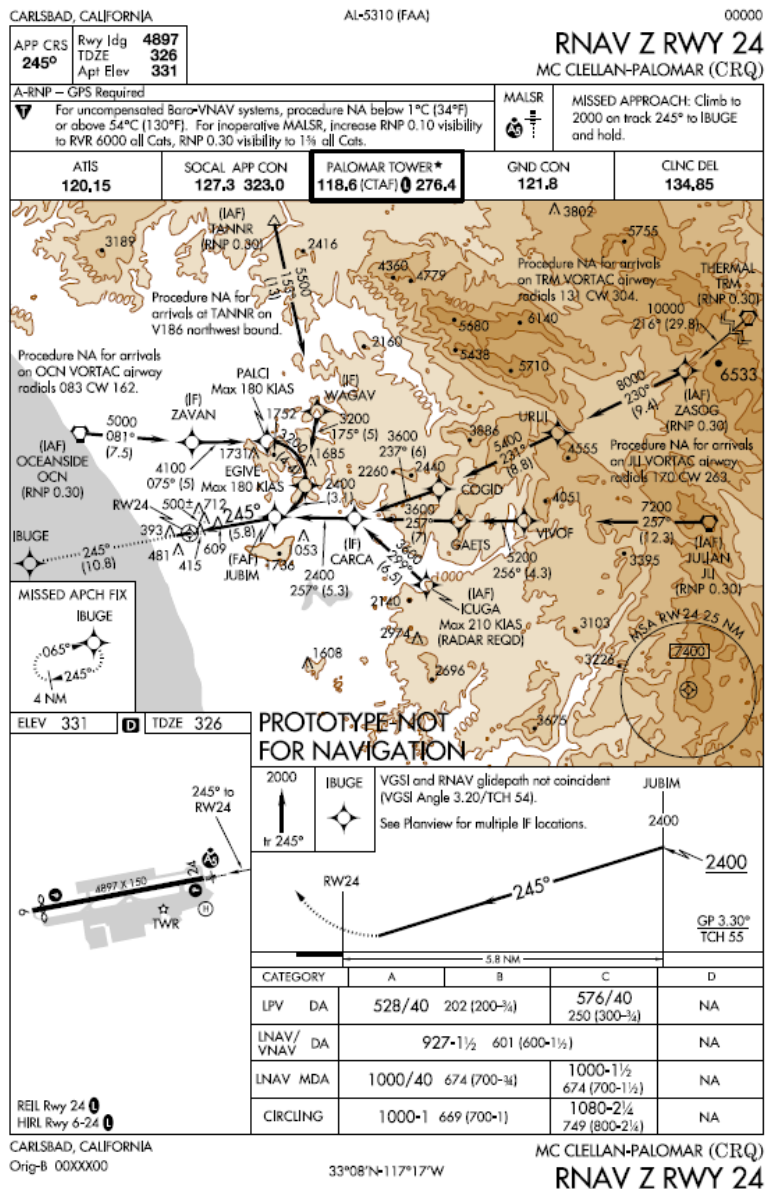 CARLSBAD, CALIFORNIA
AL-5310 (FAA)
00000
APP CRS
245°
Rwy Idg 4897
TDZE 326
Apt Elev 331
RNAV Z RWY 24
MC CLELLAN-PALOMAR (CRQ)
A-RNP – GPS Required
T
For uncompensated Baro-VNAV systems, procedure NA below 1°C (34°F)
or above 54°C (130°F). For inoperative MALSR, increase RNP 0.10 visibility
to RVR 6000 all Cats, RNP 0.30 visibility to 1⅜ all Cats.
MALSR
A5
MISSED APPROACH: Climb to
2000 on track 245° to IBUGE
and hold.
ATIS
120.15
SOCAL APP CON
127.3 323.0
PALOMAR TOWER★
118.6 (CTAF) L 276.4
GND CON
121.8
CLNC DEL
134.85
3189
(IAF)
TANNR
(RNP 0.30)
2416
5500
(13)
3802
5755
4360
4779
Procedure NA for arrivals
on TRM VORTAC airway
radials 131 CW 304.
THERMAL
TRM
(RNP 0.30)
10000
216° (29.8)
Procedure NA for
arrivals at TANNR on
V186 northwest bound.
5680
6140
2160
5438
5710
6533
Procedure NA for arrivals
on OCN VORTAC airway
radials 083 CW 162.
PALCI
Max 180 KIAS
(IF)
WAGAV
(IF)
ZAVAN
1752
8000
230°
(9.4)
(IAF)
ZASOG
(RNP 0.30)
5000
081°
(7.5)
(IAF)
OCEANSIDE
OCN
(RNP 0.30)
3200
175° (5)
3200
1731
1685
4100
075° (5)
EGIVE
Max 180 KIAS
2400
(3.1)
3600
237° (6)
2260
2440
3886
URLII
5400
231°
(8.8)
4555
Procedure NA for arrivals
on JLI VORTAC airway
radials 170 CW 263.
COGID
4051
RW24
500±
712
245°
(5.8)
393
481
415
609
(FAF)
JUBIM
1736
053
(IF)
CARCA
2400
257° (5.3)
3600
257°
(7)
GAETS
VIVOF
5200
256° (4.3)
7200
257°
(12.3)
(IAF)
JULIAN
JLI
(RNP 0.30)
3395
3600
299°
(6.5)
1000
(IAF)
ICUGA
Max 210 KIAS
(RADAR REQD)
IBUGE
245°
(10.8)
2140
2974
3103
3226
1608
2696
3675
MISSED APCH FIX
IBUGE
065°
245°
4 NM
MSA RW24 25 NM
7400
ELEV 331
D
TDZE 326
PROTOTYPE-NOT
FOR NAVIGATION
245° to
RW24
24
A5
4897 X 150
TWR
H
REIL Rwy 24 L
HIRL Rwy 6-24 L
2000
tr 245°
IBUGE
VGSI and RNAV glidepath not coincident
(VGSI Angle 3.20/TCH 54).
See Planview for multiple IF locations.
JUBIM
2400
2400
RW24
245°
GP 3.30°
TCH 55
5.8 NM
CATEGORY A B C D
LPV DA 528/40 202 (200-¾) 576/40 250 (300-¾) NA
LNAV/VNAV DA 927-1½ 601 (600-1½) NA
LNAV MDA 1000/40 674 (700-¾) 1000-1½ 674 (700-1½) NA
CIRCLING 1000-1 669 (700-1) 1080-2¼ 749 (800-2¼) NA
CARLSBAD, CALIFORNIA
Orig-B 00XXX00
33°08'N-117°17'W
MC CLELLAN-PALOMAR (CRQ)
RNAV Z RWY 24